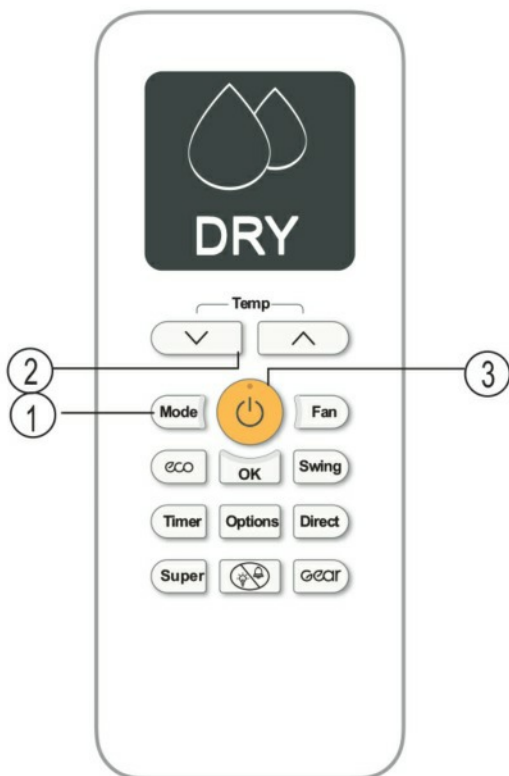 DRY
Temp
2
3
1
Mode
Fan
eco
OK
Swing
Timer
Options
Direct
Super
Gear